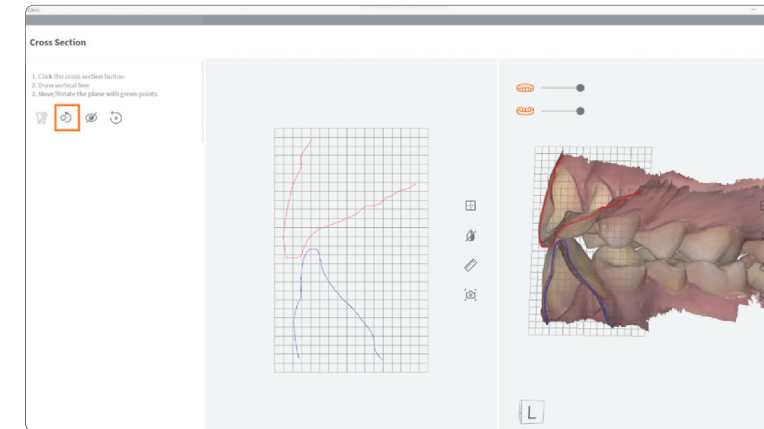 Clinic
Cross Section
1. Click the cross section button
2. Draw vertical line
3. Move/Rotate the plane with green points
L